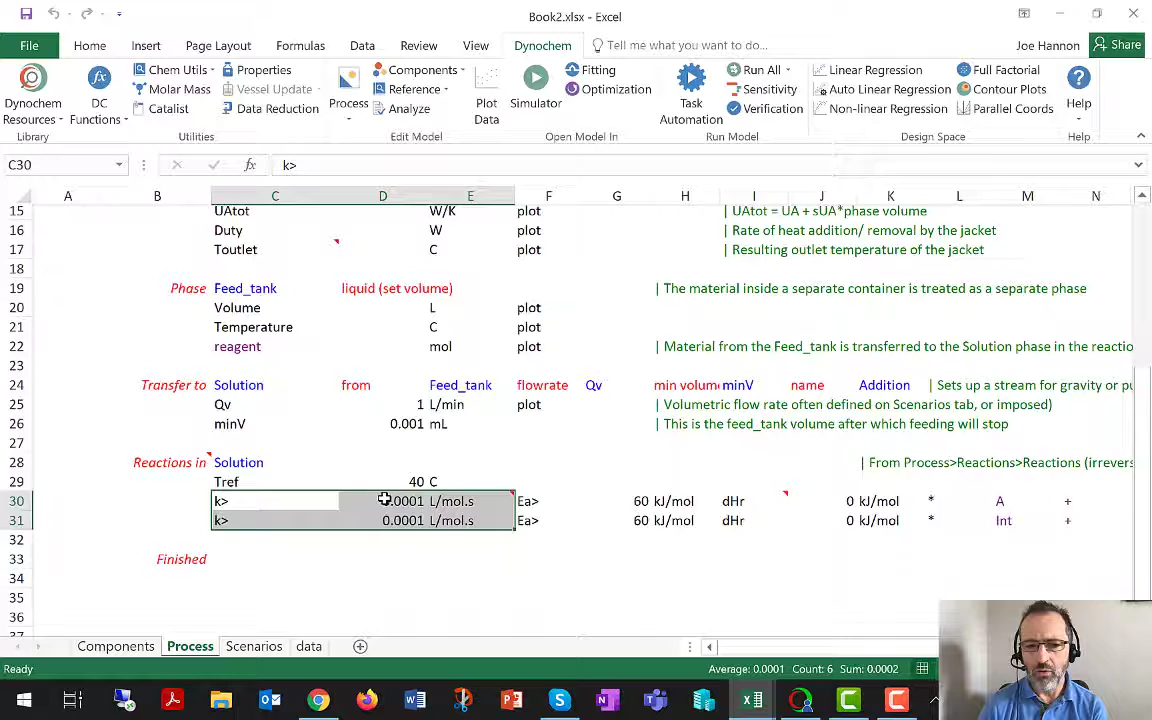 Book2.xlsx - Excel
File Home Insert Page Layout Formulas Data Review View Dynochem Tell me what you want to do... Joe Hannon Share
Dynochem Resources
Library
DC Functions
Chem Utils
Molar Mass
Catalist
Properties
Vessel Update
Data Reduction
Utilities
Process
Components
Reference
Analyze
Edit Model
Plot Data
Simulator
Fitting
Optimization
Open Model In
Task Automation
Run All
Sensitivity
Verification
Run Model
Linear Regression
Auto Linear Regression
Non-linear Regression
Full Factorial
Contour Plots
Parallel Coords
Design Space
Help
Help
C30 fx k>
A B C D E F G H I J K L M N
15 UAtot W/K plot | UAtot = UA + sUA*phase volume
16 Duty W plot | Rate of heat addition/ removal by the jacket
17 Toutlet C plot | Resulting outlet temperature of the jacket
18
19 Phase Feed_tank liquid (set volume) | The material inside a separate container is treated as a separate phase
20 Volume L plot
21 Temperature C plot
22 reagent mol plot | Material from the Feed_tank is transferred to the Solution phase in the reactio
23
24 Transfer to Solution from Feed_tank flowrate Qv min volume minV name Addition | Sets up a stream for gravity or pu
25 Qv 1 L/min plot | Volumetric flow rate often defined on Scenarios tab, or imposed)
26 minV 0.001 mL | This is the feed_tank volume after which feeding will stop
27
28 Reactions in Solution | From Process>Reactions>Reactions (irrevers
29 Tref 40 C
30 k> 0.0001 L/mol.s Ea> 60 kJ/mol dHr 0 kJ/mol * A +
31 k> 0.0001 L/mol.s Ea> 60 kJ/mol dHr 0 kJ/mol * Int +
32
33 Finished
34
35
36
37
Components Process Scenarios data
Ready Average: 0.0001 Count: 6 Sum: 0.0002